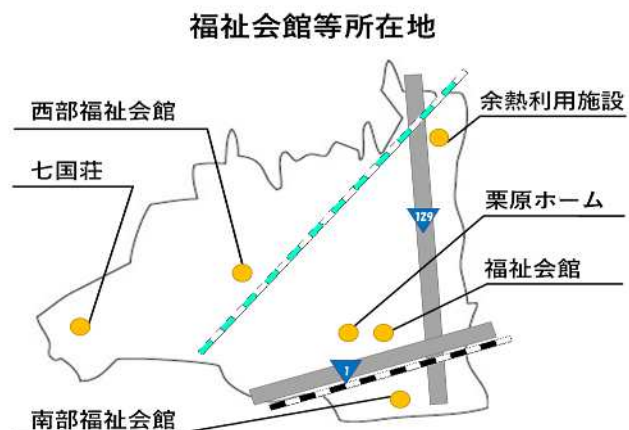 福祉会館等所在地
西部福祉会館
余熱利用施設
七国荘
栗原ホーム
129
福祉会館
1
南部福祉会館